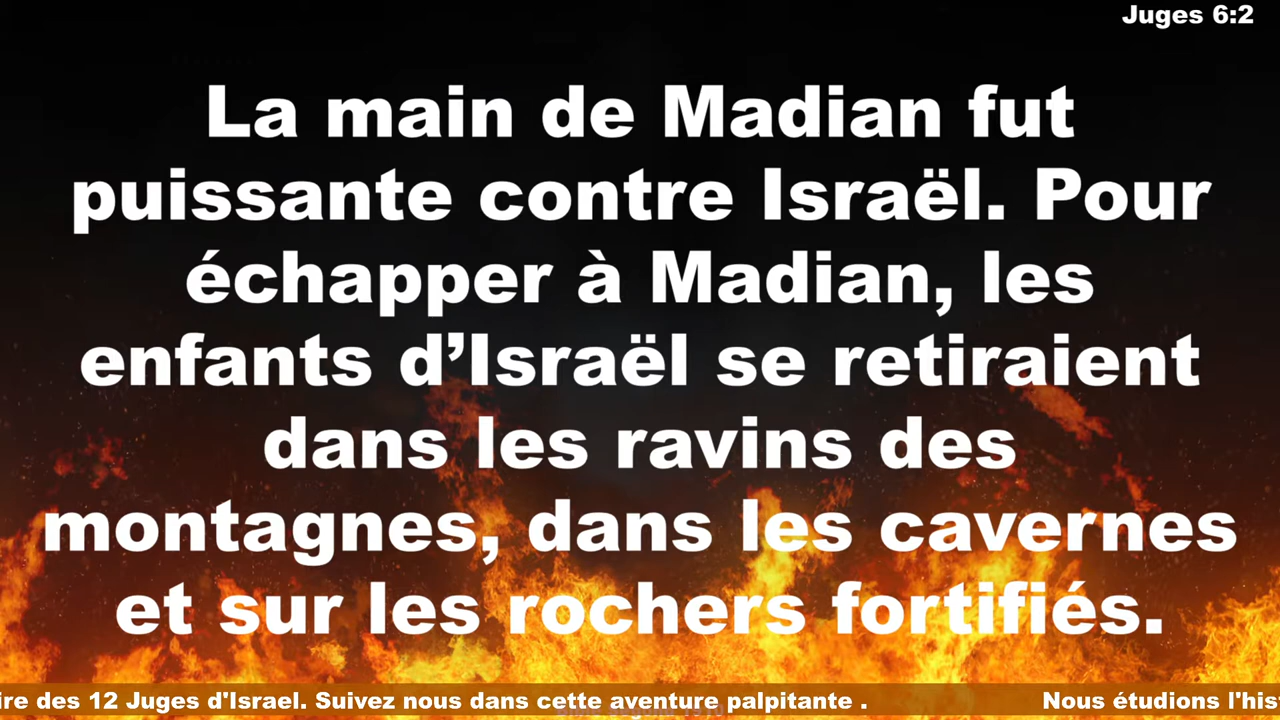 Juges 6:2
La main de Madian fut
puissante contre Israël. Pour
échapper à Madian, les
enfants d’Israël se retiraient
dans les ravins des
montagnes, dans les cavernes
et sur les rochers fortifiés.
ire des 12 Juges d'Israel. Suivez nous dans cette aventure palpitante . Nous étudions l'his